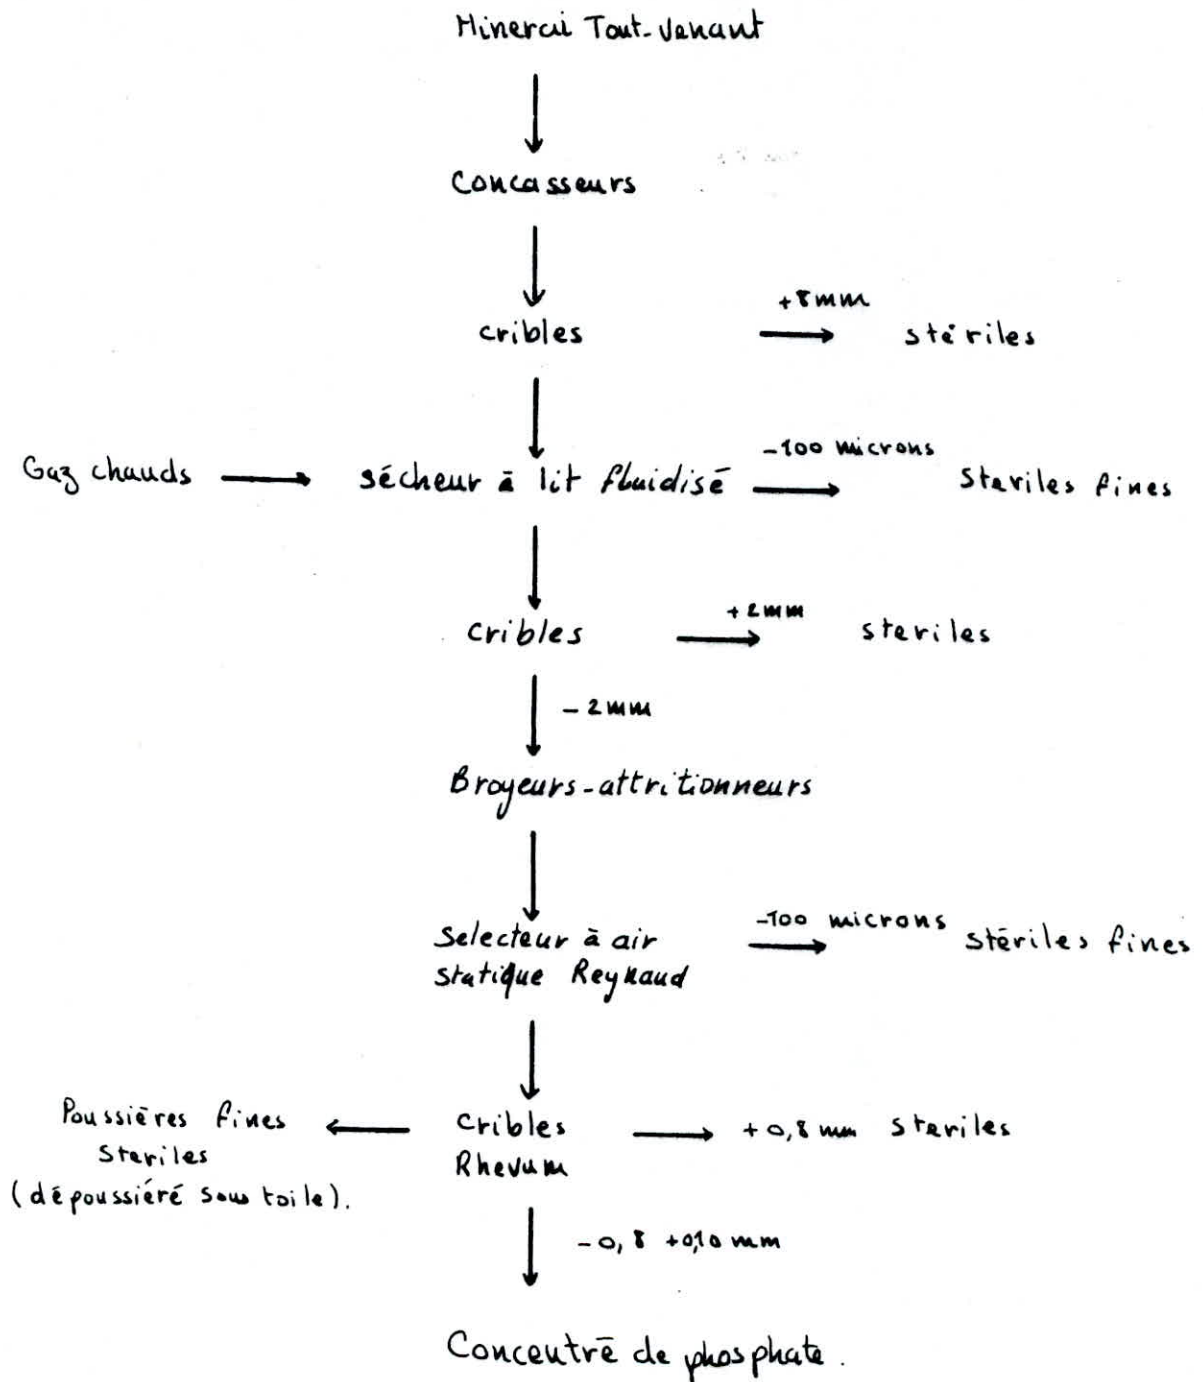 Minerai Tout-venant
Concasseurs
+8mm
cribles
stériles
-100 microns
Gaz chauds
sécheur à lit fluidisé
Steriles fines
+2mm
cribles
steriles
- 2mm
Broyeurs-attritionneurs
-100 microns
Selecteur à air
statique Reynaud
stériles fines
Poussières fines
Steriles
(dépoussiéré sous toile).
Cribles
Rhevum
+0,8 mm steriles
-0,8 +0,10 mm
Concentré de phosphate.